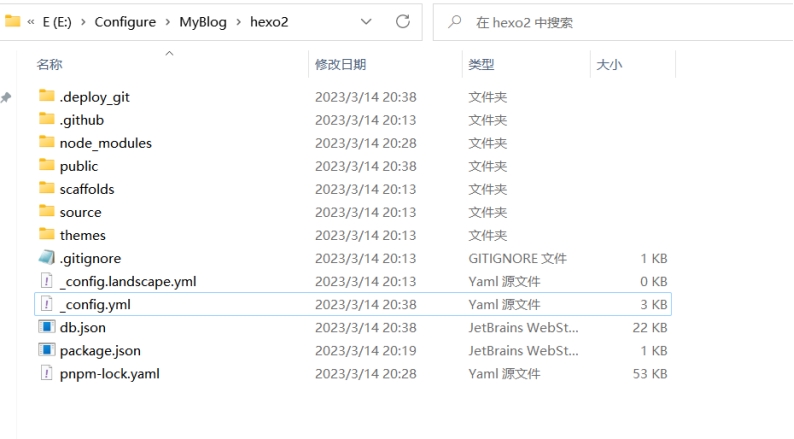 « E (E:) › Configure › MyBlog › hexo2 在 hexo2 中搜索
名称 修改日期 类型 大小
.deploy_git 2023/3/14 20:38 文件夹
.github 2023/3/14 20:13 文件夹
node_modules 2023/3/14 20:28 文件夹
public 2023/3/14 20:38 文件夹
scaffolds 2023/3/14 20:13 文件夹
source 2023/3/14 20:13 文件夹
themes 2023/3/14 20:13 文件夹
.gitignore 2023/3/14 20:13 GITIGNORE 文件 1 KB
_config.landscape.yml 2023/3/14 20:13 Yaml 源文件 0 KB
_config.yml 2023/3/14 20:38 Yaml 源文件 3 KB
db.json 2023/3/14 20:38 JetBrains WebSt... 22 KB
package.json 2023/3/14 20:19 JetBrains WebSt... 1 KB
pnpm-lock.yaml 2023/3/14 20:28 Yaml 源文件 53 KB